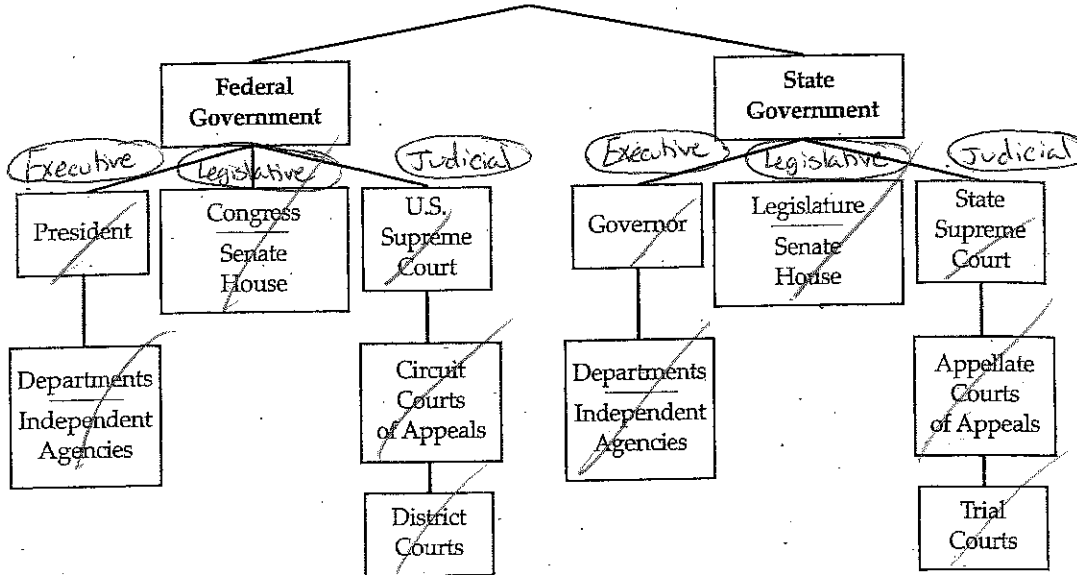 Federal
Government
State
Government
Executive
Legislative
Judicial
Executive
Legislative
Judicial
President
Congress
Senate
House
U.S.
Supreme
Court
Governor
Legislature
Senate
House
State
Supreme
Court
Departments
Independent
Agencies
Circuit
Courts
of Appeals
Departments
Independent
Agencies
Appellate
Courts
of Appeals
District
Courts
Trial
Courts